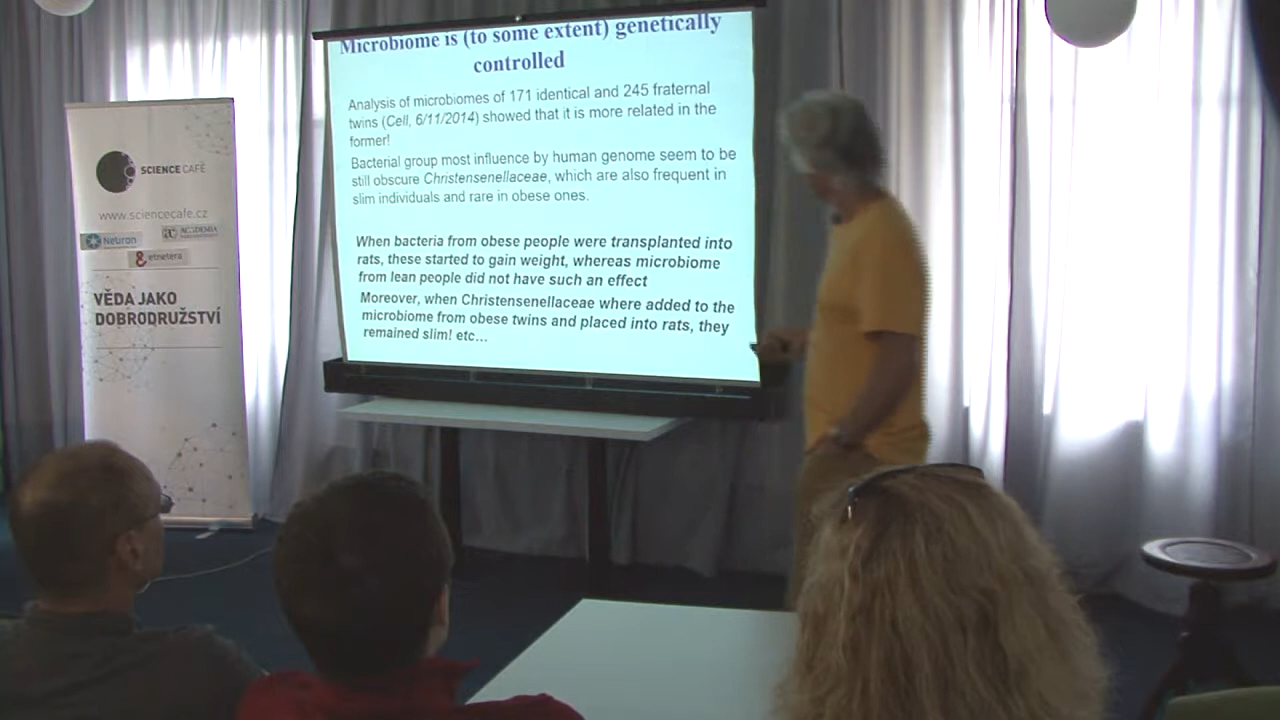 Microbiome is (to some extent) genetically
controlled
Analysis of microbiomes of 171 identical and 245 fraternal
twins (Cell, 6/11/2014) showed that it is more related in the
former!
Bacterial group most influence by human genome seem to be
still obscure Christensenellaceae, which are also frequent in
slim individuals and rare in obese ones.
When bacteria from obese people were transplanted into
rats, these started to gain weight, whereas microbiome
from lean people did not have such an effect
Moreover, when Christensenellaceae where added to the
microbiome from obese twins and placed into rats, they
remained slim! etc...
SCIENCE CAFÉ
www.sciencecafe.cz
Neuron
ACADEMIA
etnetera
VĚDA JAKO
DOBRODRUŽSTVÍ